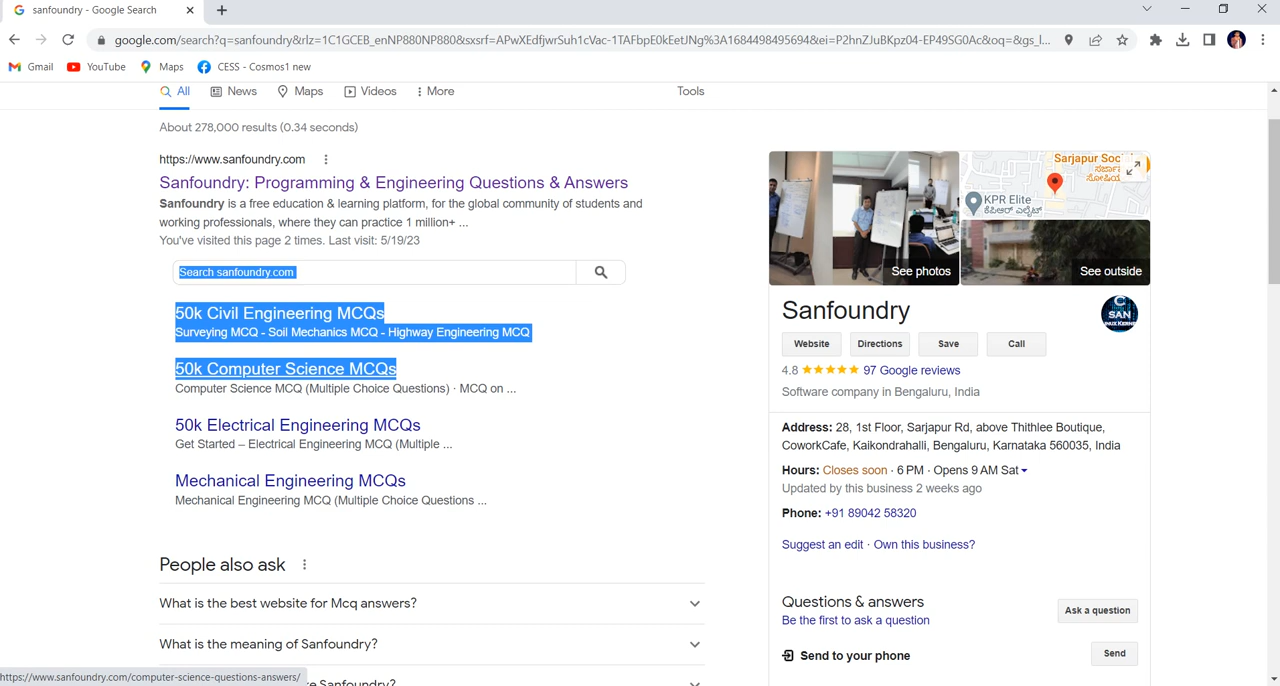 sanfoundry - Google Search
google.com/search?q=sanfoundry&rlz=1C1GCEB_enNP880NP880&sxsrf=APwXEdfjwrSuh1cVac-1TAFbpE0kEetJNg%3A1684498495694&ei=P2hnZJuBKpz04-EP49SG0Ac&oq=&gs_l...
Gmail YouTube Maps CESS - Cosmos1 new
All News Maps Videos More Tools
About 278,000 results (0.34 seconds)
https://www.sanfoundry.com
Sanfoundry: Programming & Engineering Questions & Answers
Sanfoundry is a free education & learning platform, for the global community of students and
working professionals, where they can practice 1 million+ ...
You've visited this page 2 times. Last visit: 5/19/23
Search sanfoundry.com
50k Civil Engineering MCQs
Surveying MCQ - Soil Mechanics MCQ - Highway Engineering MCQ
50k Computer Science MCQs
Computer Science MCQ (Multiple Choice Questions) · MCQ on ...
50k Electrical Engineering MCQs
Get Started – Electrical Engineering MCQ (Multiple ...
Mechanical Engineering MCQs
Mechanical Engineering MCQ (Multiple Choice Questions ...
People also ask
What is the best website for Mcq answers?
What is the meaning of Sanfoundry?
re Sanfoundry?
https://www.sanfoundry.com/computer-science-questions-answers/
Sarjapur Soci
KPR Elite
ಕೆಪಿಆರ್ ಎಲೈಟ್
See photos
See outside
Sanfoundry
SAN
Website Directions Save Call
4.8 97 Google reviews
Software company in Bengaluru, India
Address: 28, 1st Floor, Sarjapur Rd, above Thithlee Boutique,
CoworkCafe, Kaikondrahalli, Bengaluru, Karnataka 560035, India
Hours: Closes soon · 6 PM · Opens 9 AM Sat
Updated by this business 2 weeks ago
Phone: +91 89042 58320
Suggest an edit · Own this business?
Questions & answers
Be the first to ask a question
Ask a question
Send to your phone
Send